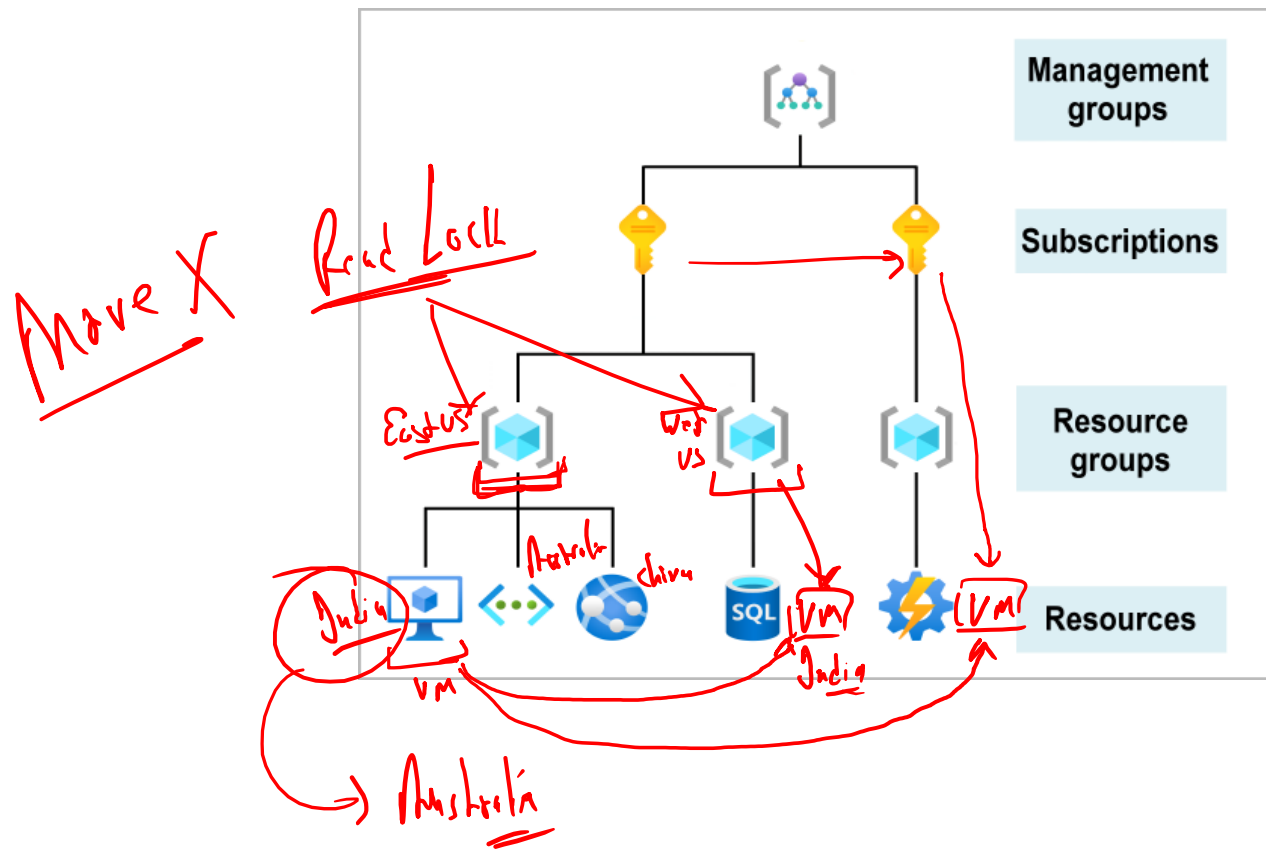 Management
groups
Subscriptions
Read Lock
Move X
East US
West
US
Resource
groups
Australia
China
India
SQL
VM
VM
Resources
VM
India
Australia